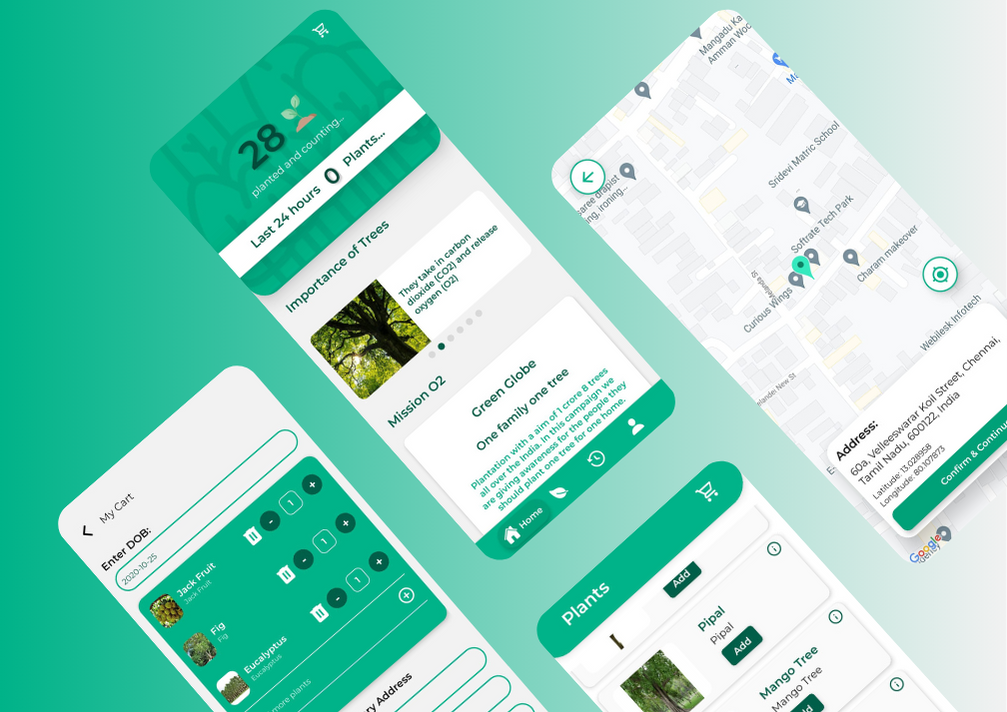 28
planted and counting...
Last 24 hours 0 Plants...
Importance of Trees
They take in carbon
dioxide (CO2) and release
oxygen (O2)
Mission O2
Green Globe
One family one tree
Plantation with a aim of 1 crore 8 trees
all over the India. In this campaign we
are giving awareness for the people they
should plant one tree for one home.
Home
Mangadu Ka
Amman Woo
Sridevi Matric School
Softrate Tech Park
Charam makeover
Curious Wings
Webilesk Infotech
Address:
60a, Velleeswarar Koil Street, Chennai,
Tamil Nadu, 600122, India
Latitude: 13.028958
Longitude: 80.107873
Confirm & Continu
Google
My Cart
Enter DOB:
2020-10-25
Jack Fruit
Jack Fruit
- 1 +
Fig
Fig
- 1 +
Eucalyptus
Eucalyptus
- 1 +
more plants
ry Address
Plants
Add
Pipal
Pipal
Add
Mango Tree
Mango Tree